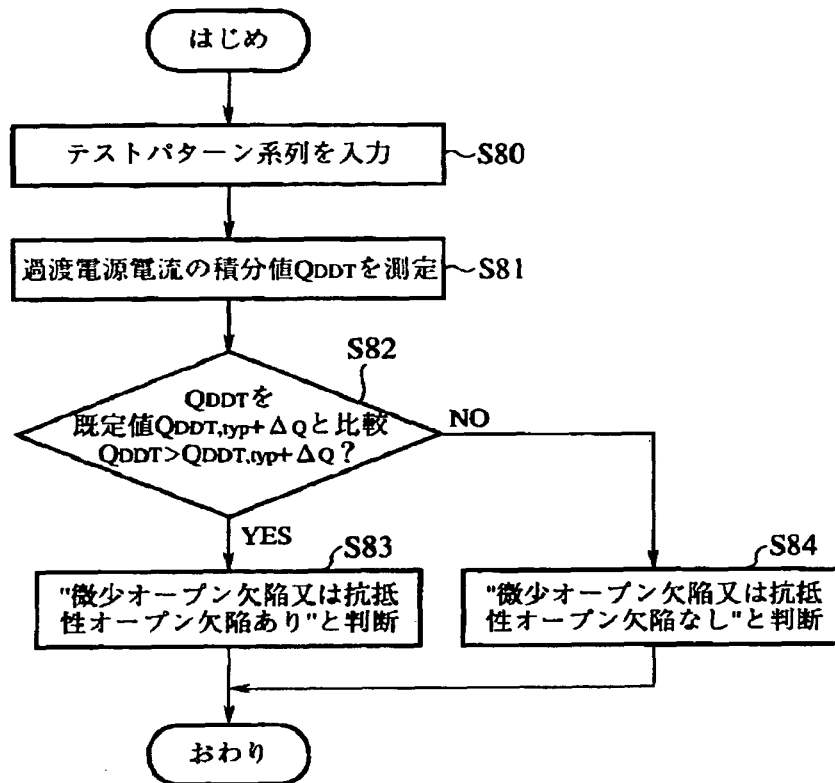 はじめ
テストパターン系列を入力
S80
過渡電源電流の積分値QDDTを測定
S81
S82
QDDTを
既定値QDDT,typ+ΔQと比較
QDDT>QDDT,typ+ΔQ？
NO
YES
S83
"微少オープン欠陥又は抗抵
性オープン欠陥あり"と判断
S84
"微少オープン欠陥又は抗抵
性オープン欠陥なし"と判断
おわり